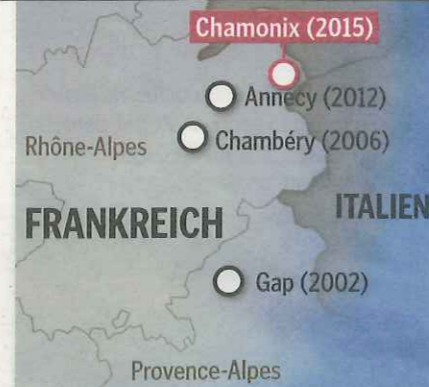 Chamonix (2015)
Annecy (2012)
Rhône-Alpes
Chambéry (2006)
FRANKREICH
ITALIEN
Gap (2002)
Provence-Alpes